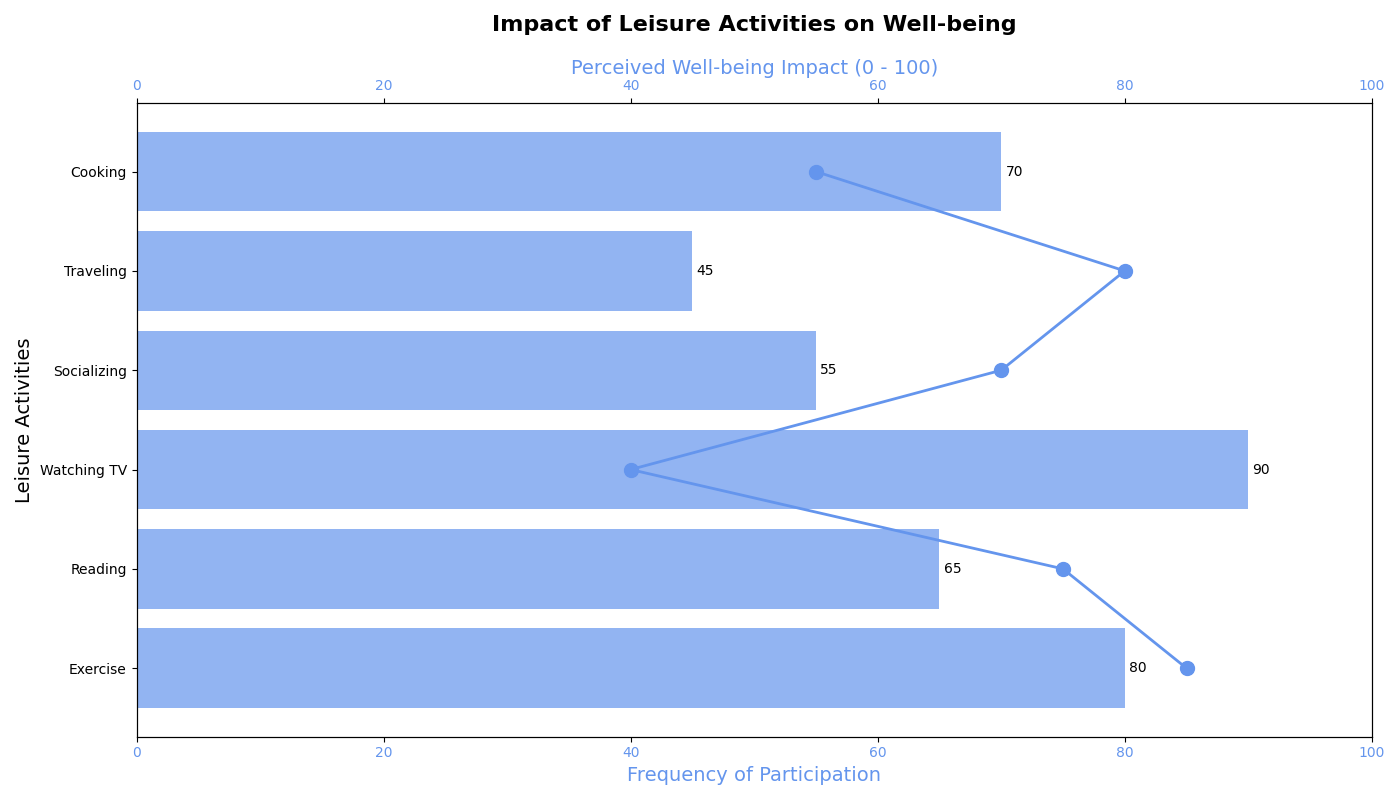 Impact of Leisure Activities on Well-being
Perceived Well-being Impact (0 - 100)
0 20 40 60 80 100
Cooking 70
Traveling 45
Socializing 55
Watching TV 90
Reading 65
Exercise 80
Leisure Activities
0 20 40 60 80 100
Frequency of Participation